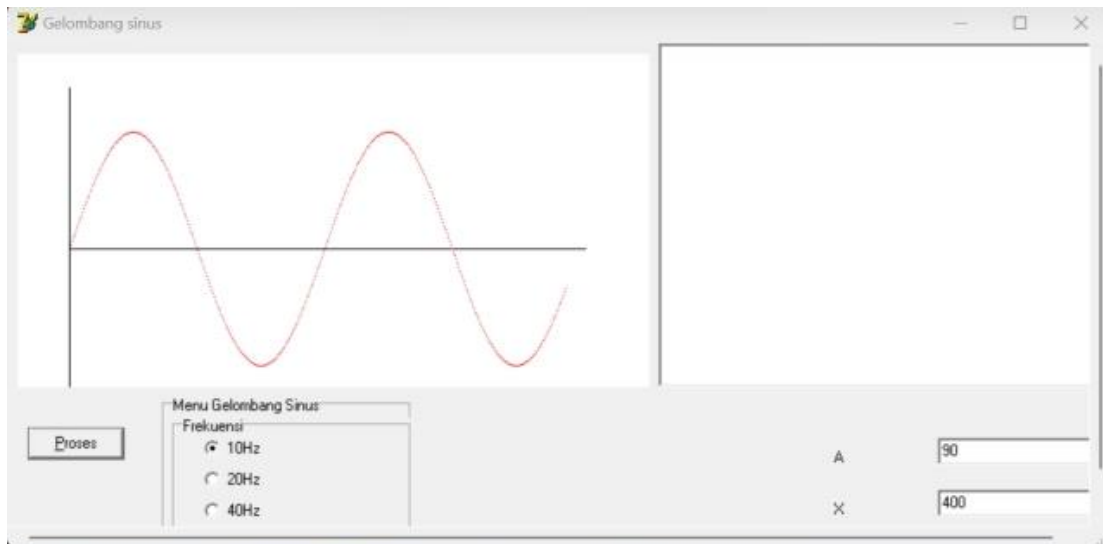 Gelombang sinus
Menu Gelombang Sinus
Frekuensi
Proses
10Hz
20Hz
40Hz
A
90
X
400